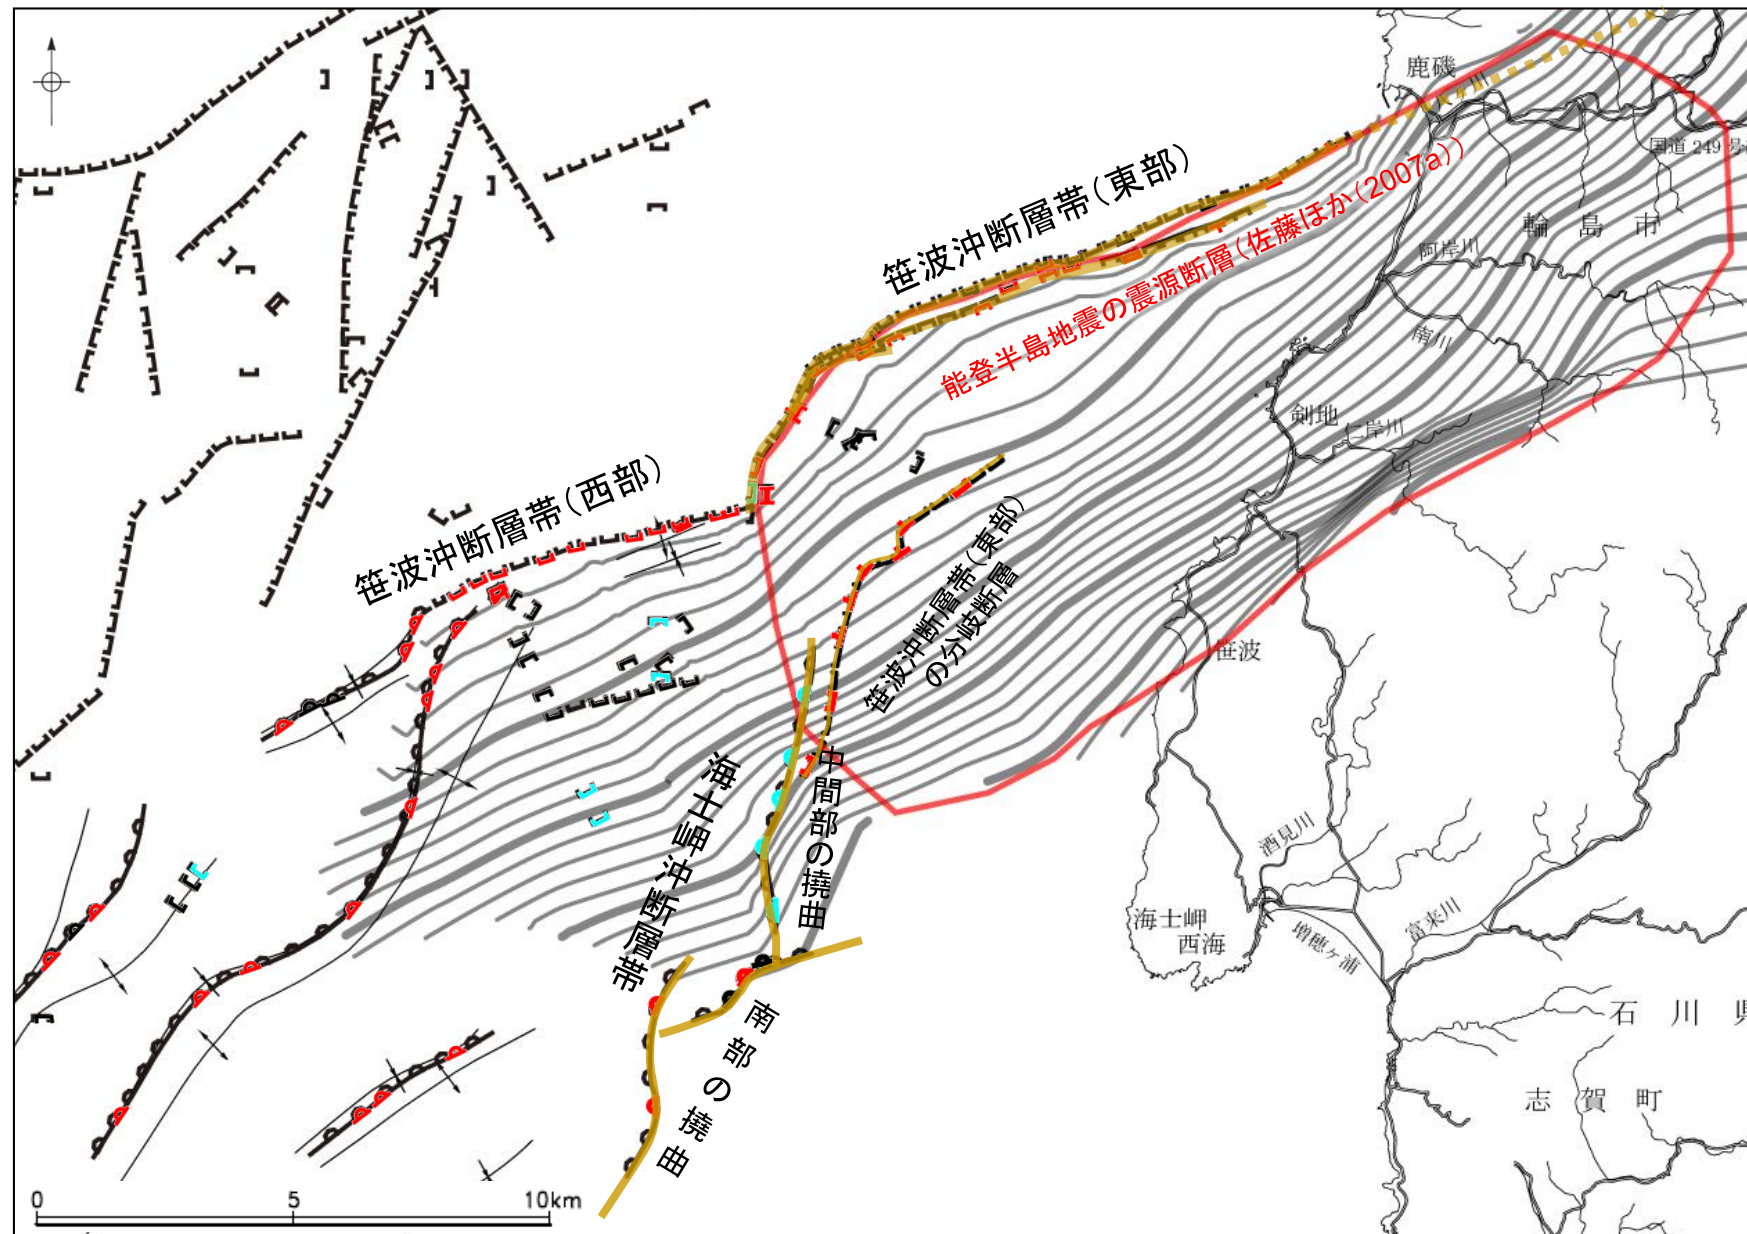 鹿磯
八ヶ川
国道 249 号
輪島市
阿岸川
南川
剣地
仁岸川
笹波沖断層帯（東部）
能登半島地震の震源断層（佐藤ほか（2007a））
笹波沖断層帯（西部）
笹波沖断層帯（東部）
の分岐断層
笹波
海士岬沖断層帯
中間部の撓曲
酒見川
海士岬
西海
増穂ヶ浦
富来川
石川県
南部の撓曲
志賀町
0 5 10km